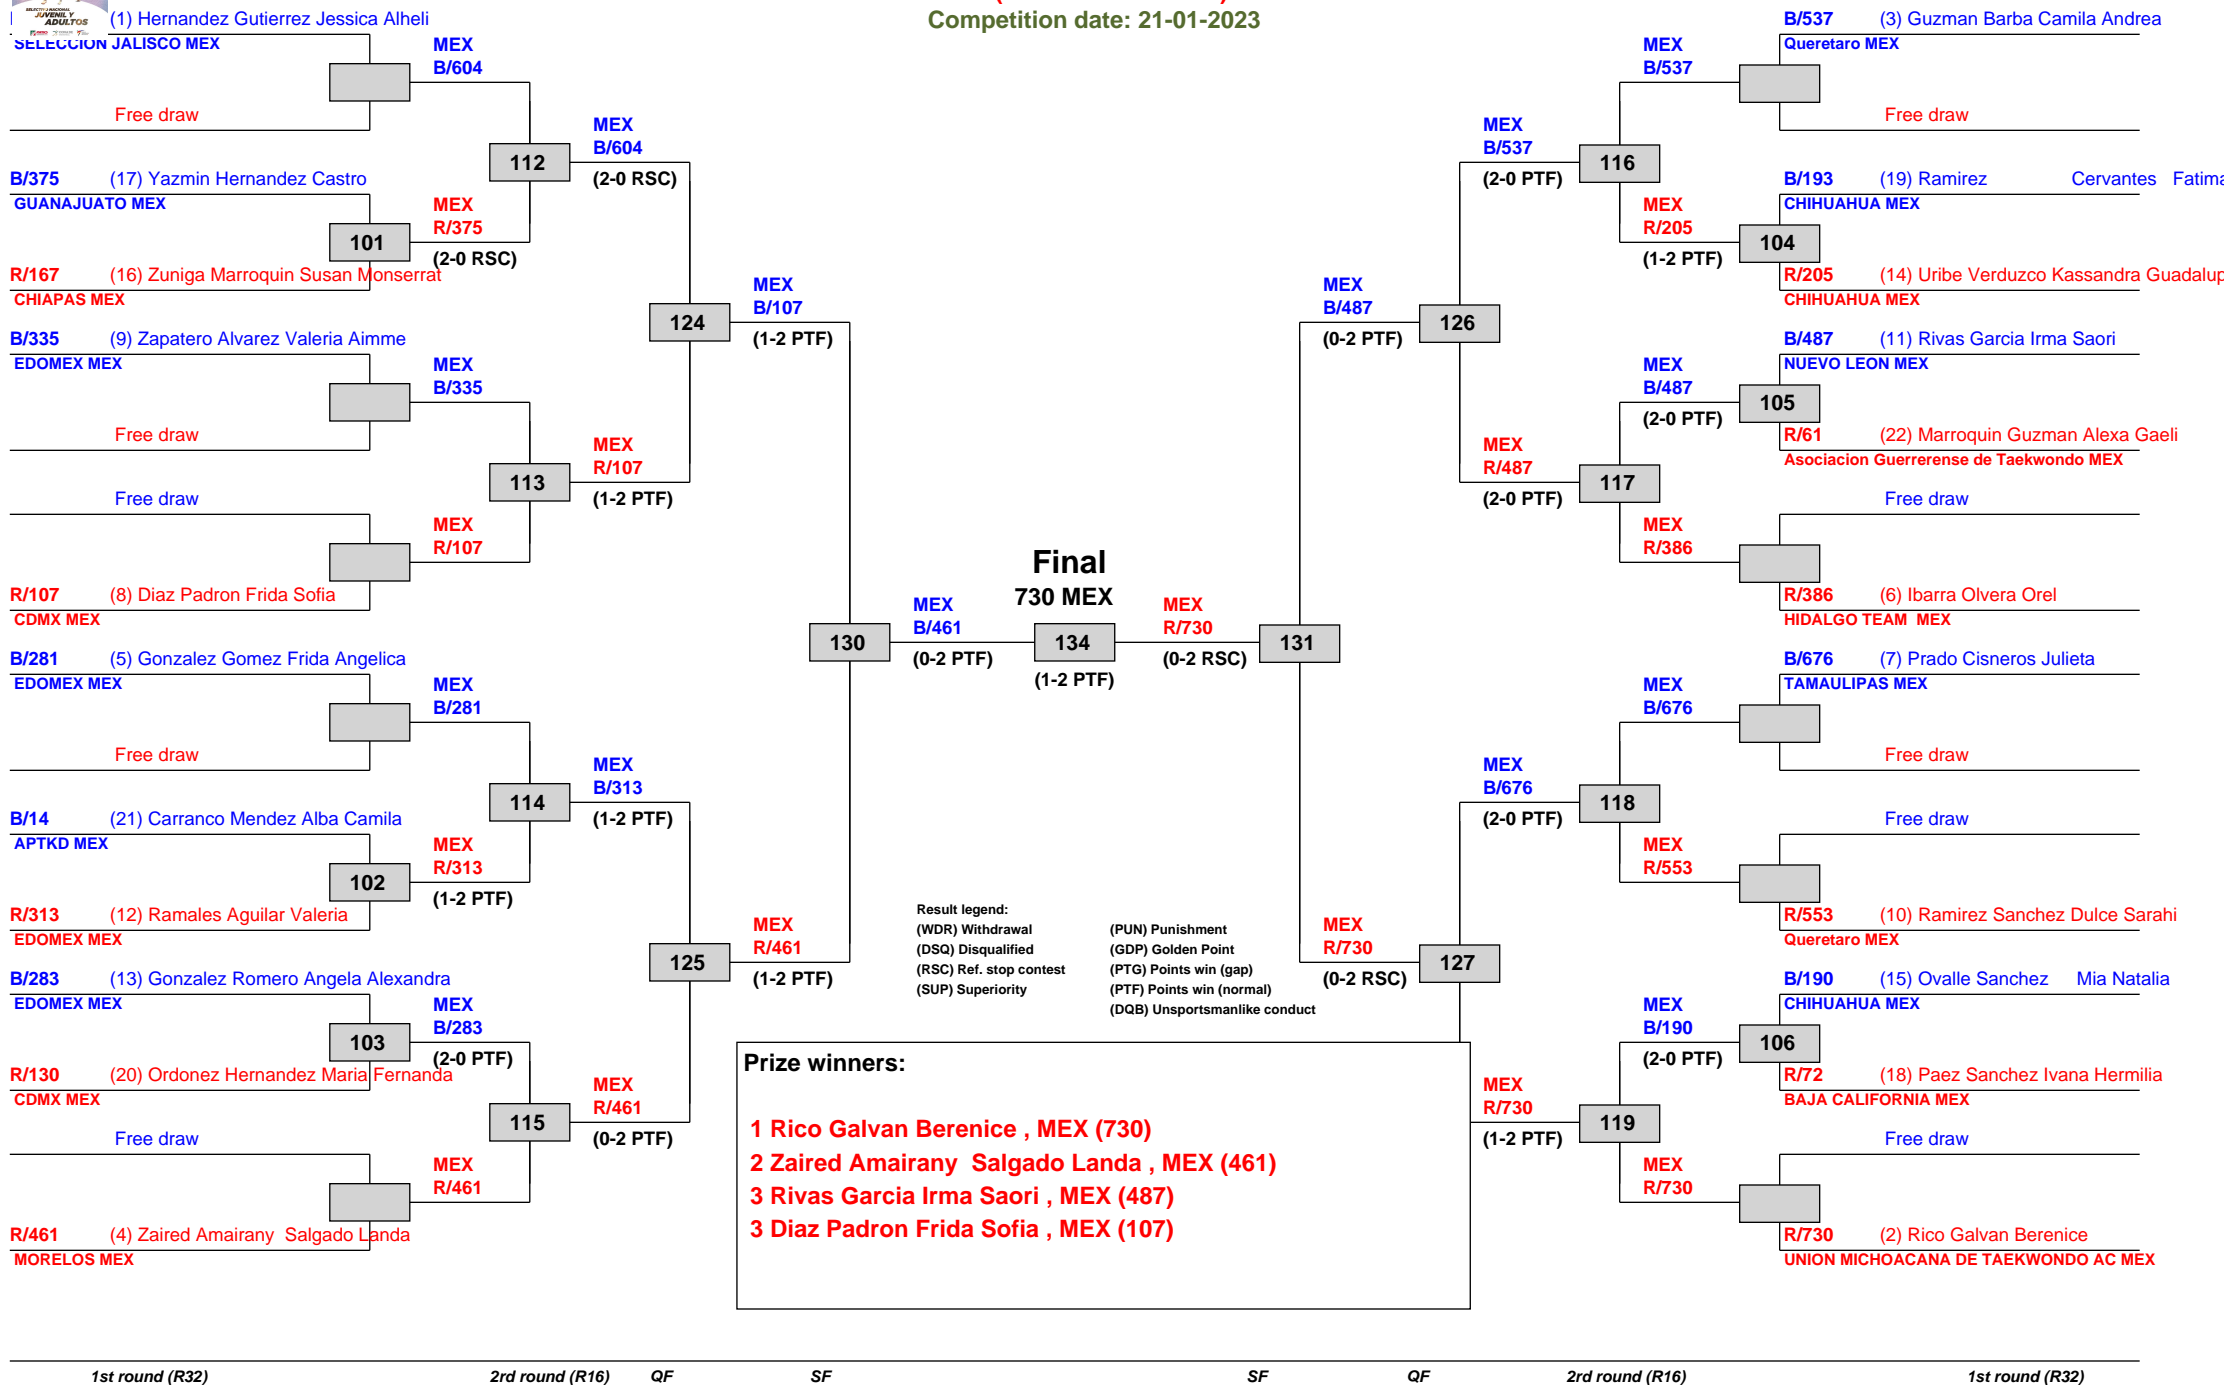 SELECTIVO NACIONAL
JUVENIL Y
ADULTOS
Competition date: 21-01-2023
(1) Hernandez Gutierrez Jessica Alheli
SELECCION JALISCO MEX
Free draw
B/375 (17) Yazmin Hernandez Castro
GUANAJUATO MEX
101
R/167 (16) Zuniga Marroquin Susan Monserrat
CHIAPAS MEX
B/335 (9) Zapatero Alvarez Valeria Aimme
EDOMEX MEX
Free draw
Free draw
R/107 (8) Diaz Padron Frida Sofia
CDMX MEX
B/281 (5) Gonzalez Gomez Frida Angelica
EDOMEX MEX
Free draw
B/14 (21) Carranco Mendez Alba Camila
APTKD MEX
102
R/313 (12) Ramales Aguilar Valeria
EDOMEX MEX
B/283 (13) Gonzalez Romero Angela Alexandra
EDOMEX MEX
103
R/130 (20) Ordonez Hernandez Maria Fernanda
CDMX MEX
Free draw
R/461 (4) Zaired Amairany Salgado Landa
MORELOS MEX
MEX
B/604
112
MEX
R/375
(2-0 RSC)
MEX
B/335
113
MEX
R/107
MEX
B/281
114
MEX
R/313
(1-2 PTF)
MEX
B/283
(2-0 PTF)
115
MEX
R/461
MEX
B/604
(2-0 RSC)
124
MEX
R/107
(1-2 PTF)
MEX
B/313
(1-2 PTF)
125
MEX
R/461
(0-2 PTF)
MEX
B/107
(1-2 PTF)
130
MEX
R/461
(1-2 PTF)
MEX
B/461
(0-2 PTF)
Final
730 MEX
134
(1-2 PTF)
MEX
R/730
(0-2 RSC)
131
MEX
B/487
(0-2 PTF)
126
MEX
R/730
(0-2 RSC)
127
MEX
B/537
(2-0 PTF)
116
MEX
R/487
(2-0 PTF)
117
MEX
B/676
(2-0 PTF)
118
MEX
R/730
(1-2 PTF)
119
MEX
B/537
MEX
R/205
(1-2 PTF)
MEX
B/487
(2-0 PTF)
MEX
R/386
MEX
B/676
MEX
R/553
MEX
B/190
(2-0 PTF)
MEX
R/730
B/537 (3) Guzman Barba Camila Andrea
Queretaro MEX
Free draw
B/193 (19) Ramirez Cervantes Fatima
CHIHUAHUA MEX
104
R/205 (14) Uribe Verduzco Kassandra Guadalup
CHIHUAHUA MEX
B/487 (11) Rivas Garcia Irma Saori
NUEVO LEON MEX
105
R/61 (22) Marroquin Guzman Alexa Gaeli
Asociacion Guerrerense de Taekwondo MEX
Free draw
R/386 (6) Ibarra Olvera Orel
HIDALGO TEAM MEX
B/676 (7) Prado Cisneros Julieta
TAMAULIPAS MEX
Free draw
Free draw
R/553 (10) Ramirez Sanchez Dulce Sarahi
Queretaro MEX
B/190 (15) Ovalle Sanchez Mia Natalia
CHIHUAHUA MEX
106
R/72 (18) Paez Sanchez Ivana Hermilia
BAJA CALIFORNIA MEX
Free draw
R/730 (2) Rico Galvan Berenice
UNION MICHOACANA DE TAEKWONDO AC MEX
Result legend:
(WDR) Withdrawal (PUN) Punishment
(DSQ) Disqualified (GDP) Golden Point
(RSC) Ref. stop contest (PTG) Points win (gap)
(SUP) Superiority (PTF) Points win (normal)
(DQB) Unsportsmanlike conduct
Prize winners:
1 Rico Galvan Berenice , MEX (730)
2 Zaired Amairany Salgado Landa , MEX (461)
3 Rivas Garcia Irma Saori , MEX (487)
3 Diaz Padron Frida Sofia , MEX (107)
1st round (R32) 2rd round (R16) QF SF SF QF 2rd round (R16) 1st round (R32)